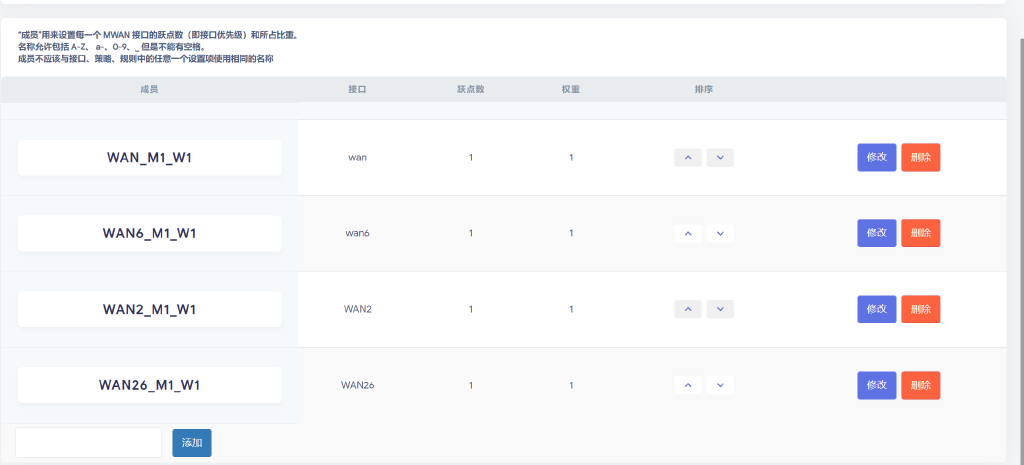 "成员"用来设置每一个 MWAN 接口的跃点数（即接口优先级）和所占比重。
名称允许包括 A-Z、 a-、0-9、_ 但是不能有空格。
成员不应该与接口、策略、规则中的任意一个设置项使用相同的名称
成员 接口 跃点数 权重 排序
WAN_M1_W1 wan 1 1 修改 删除
WAN6_M1_W1 wan6 1 1 修改 删除
WAN2_M1_W1 WAN2 1 1 修改 删除
WAN26_M1_W1 WAN26 1 1 修改 删除
添加